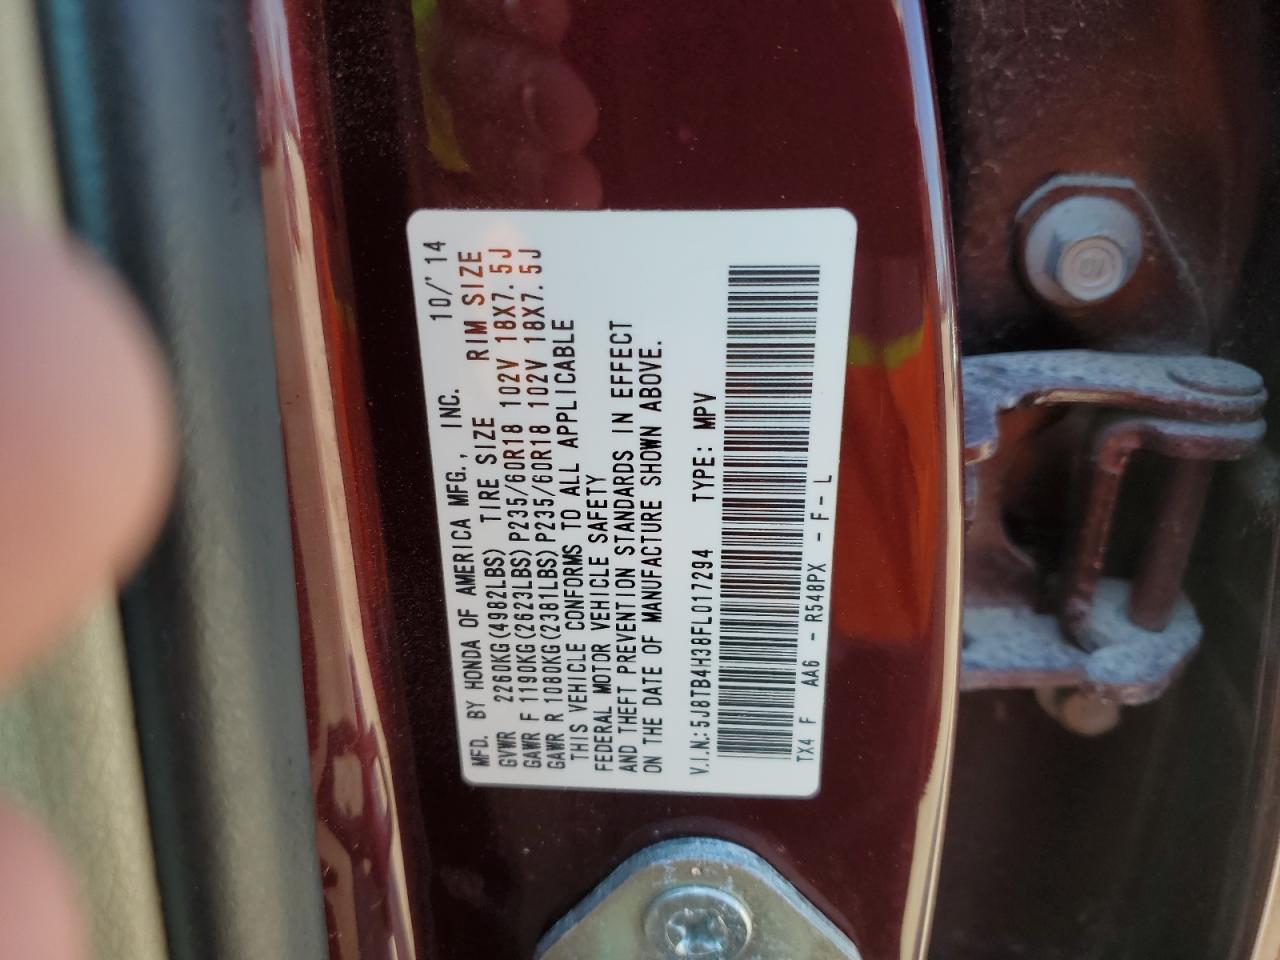 MFD. BY HONDA OF AMERICA MFG., INC. 10/'14
GVWR 2260KG(4982LBS) TIRE SIZE RIM SIZE
GAWR F 1190KG(2623LBS) P235/60R18 102V 18X7.5J
GAWR R 1080KG(2381LBS) P235/60R18 102V 18X7.5J
THIS VEHICLE CONFORMS TO ALL APPLICABLE
FEDERAL MOTOR VEHICLE SAFETY
AND THEFT PREVENTION STANDARDS IN EFFECT
ON THE DATE OF MANUFACTURE SHOWN ABOVE.
V.I.N.: 5J8TB4H38FL017294 TYPE: MPV
TX4 F AA6 - R548PX - F - L